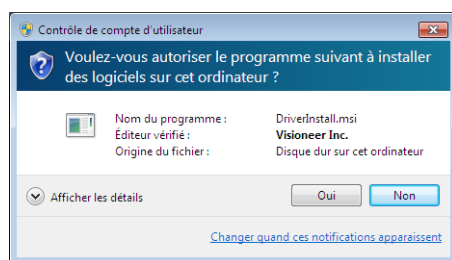 Contrôle de compte d'utilisateur
Voulez-vous autoriser le programme suivant à installer
des logiciels sur cet ordinateur ?
Nom du programme : DriverInstall.msi
Éditeur vérifié : Visioneer Inc.
Origine du fichier : Disque dur sur cet ordinateur
Afficher les détails Oui Non
Changer quand ces notifications apparaissent